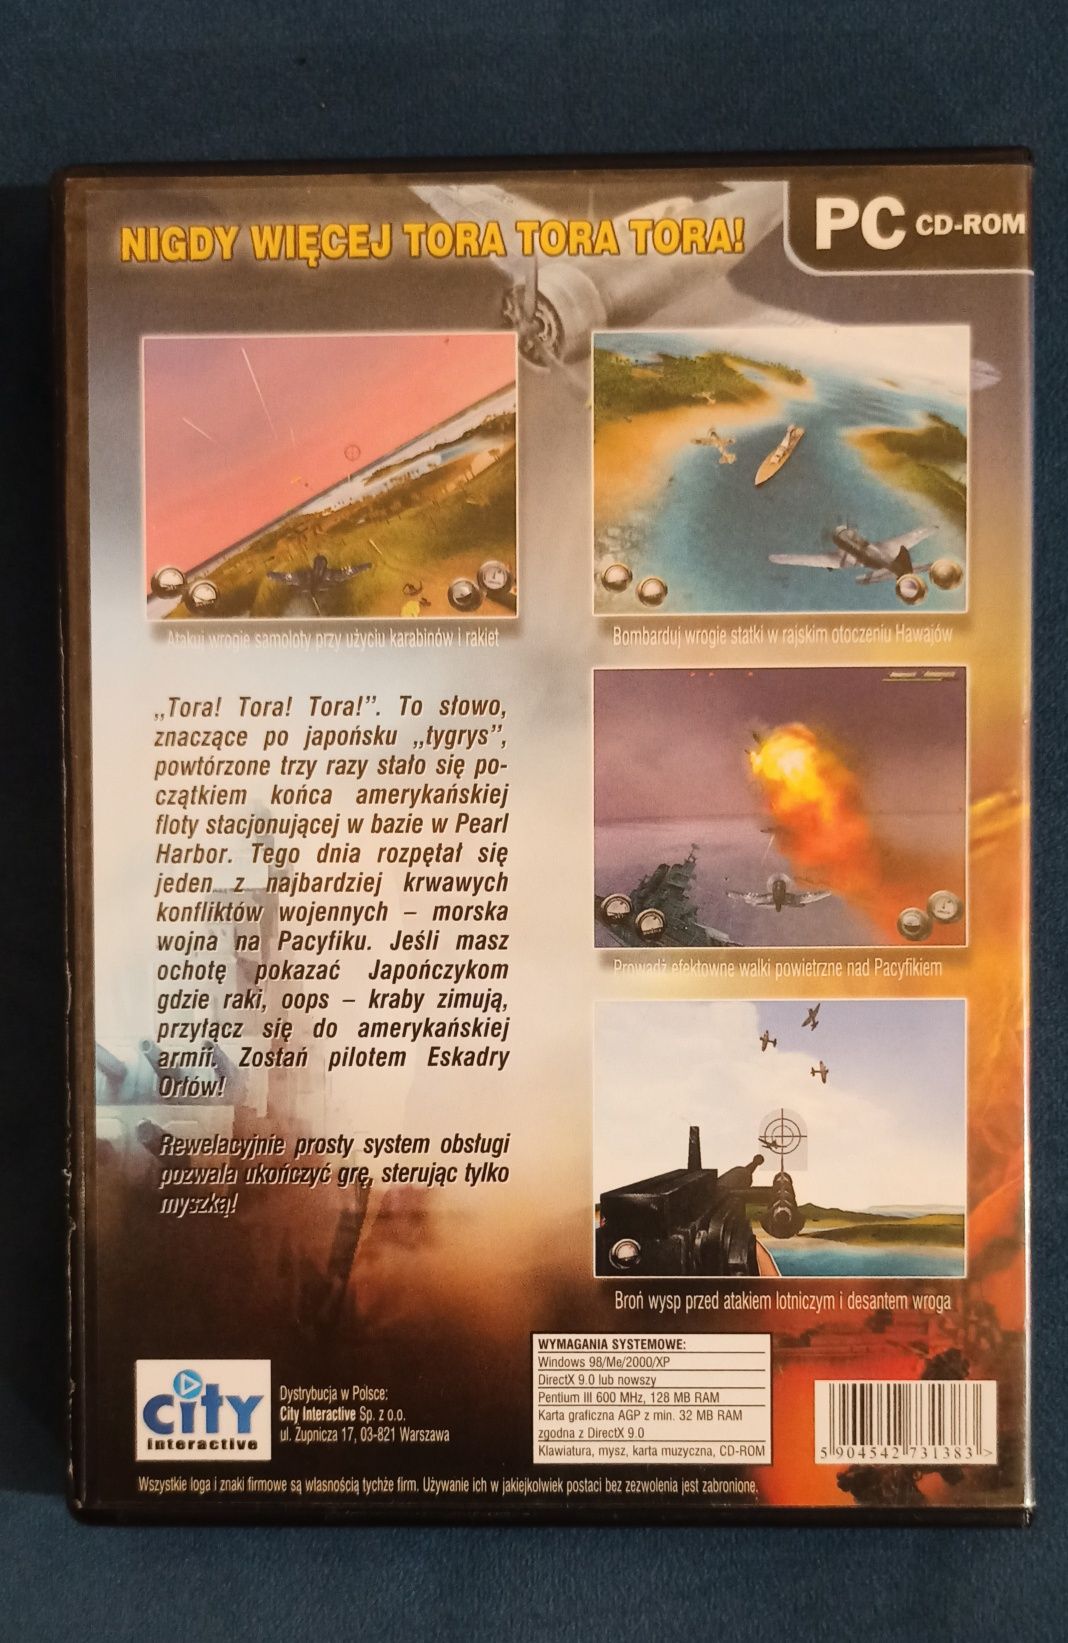 NIGDY WIĘCEJ TORA TORA TORA!
PC CD-ROM
Atakuj wrogie samoloty przy użyciu karabinów i rakiet
Bombarduj wrogie statki w rajskim otoczeniu Hawajów
„Tora! Tora! Tora!”. To słowo,
znaczące po japońsku „tygrys”,
powtórzone trzy razy stało się po-
czątkiem końca amerykańskiej
floty stacjonującej w bazie w Pearl
Harbor. Tego dnia rozpętał się
jeden z najbardziej krwawych
konfliktów wojennych – morska
wojna na Pacyfiku. Jeśli masz
ochotę pokazać Japończykom
gdzie raki, oops – kraby zimują,
przyłącz się do amerykańskiej
armii. Zostań pilotem Eskadry
Orłów!
Rewelacyjnie prosty system obsługi
pozwala ukończyć grę, sterując tylko
myszką!
Prowadź efektowne walki powietrzne nad Pacyfikiem
Broń wysp przed atakiem lotniczym i desantem wroga
city
interactive
Dystrybucja w Polsce:
City Interactive Sp. z o.o.
ul. Żupnicza 17, 03-821 Warszawa
WYMAGANIA SYSTEMOWE:
Windows 98/Me/2000/XP
DirectX 9.0 lub nowszy
Pentium III 600 MHz, 128 MB RAM
Karta graficzna AGP z min. 32 MB RAM
zgodna z DirectX 9.0
Klawiatura, mysz, karta muzyczna, CD-ROM
5 904542 731383 >
Wszystkie loga i znaki firmowe są własnością tychże firm. Używanie ich w jakiejkolwiek postaci bez zezwolenia jest zabronione.